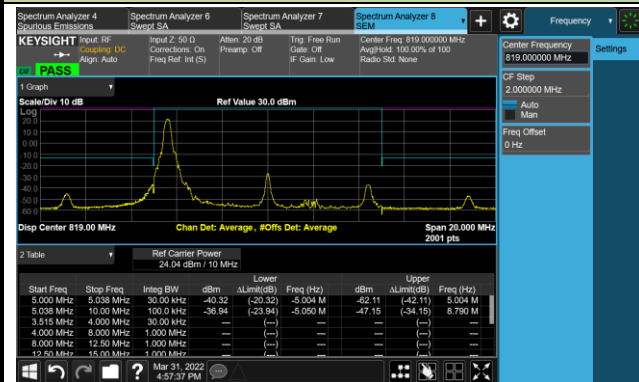 Spectrum Analyzer 4
Spurious Emissions
Spectrum Analyzer 6
Swept SA
Spectrum Analyzer 7
Swept SA
Spectrum Analyzer 8
SEM
Frequency
KEYSIGHT
Input: RF
Coupling: DC
Align: Auto
Input Z: 50 Ω
Corrections: On
Freq Ref: Int (S)
Atten: 20 dB
Preamp: Off
Trig: Free Run
Gate: Off
IF Gain: Low
Center Freq: 819.000000 MHz
Avg|Hold: 100.00% of 100
Radio Std: None
PASS
Center Frequency
819.000000 MHz
Settings
CF Step
2.000000 MHz
Auto
Man
Freq Offset
0 Hz
1 Graph
Scale/Div 10 dB
Ref Value 30.0 dBm
Log
20.0
10.0
0.00
-10.0
-20.0
-30.0
-40.0
-50.0
-60.0
Disp Center 819.00 MHz
Chan Det: Average, #Offs Det: Average
Span 20.000 MHz
2001 pts
2 Table
Ref Carrier Power
24.04 dBm / 10 MHz
Lower Upper
Start Freq Stop Freq Integ BW dBm ΔLimit(dB) Freq (Hz) dBm ΔLimit(dB) Freq (Hz)
5.000 MHz 5.038 MHz 30.00 kHz -40.32 (-20.32) -5.004 M -62.11 (-42.11) 5.004 M
5.038 MHz 10.00 MHz 100.0 kHz -36.94 (-23.94) -5.050 M -47.15 (-34.15) 8.790 M
3.515 MHz 4.000 MHz 30.00 kHz --- (---) --- --- (---) ---
4.000 MHz 8.000 MHz 1.000 MHz --- (---) --- --- (---) ---
8.000 MHz 12.50 MHz 1.000 MHz --- (---) --- --- (---) ---
12.50 MHz 15.00 MHz 1.000 MHz --- (---) --- --- (---) ---
Mar 31, 2022
4:57:37 PM